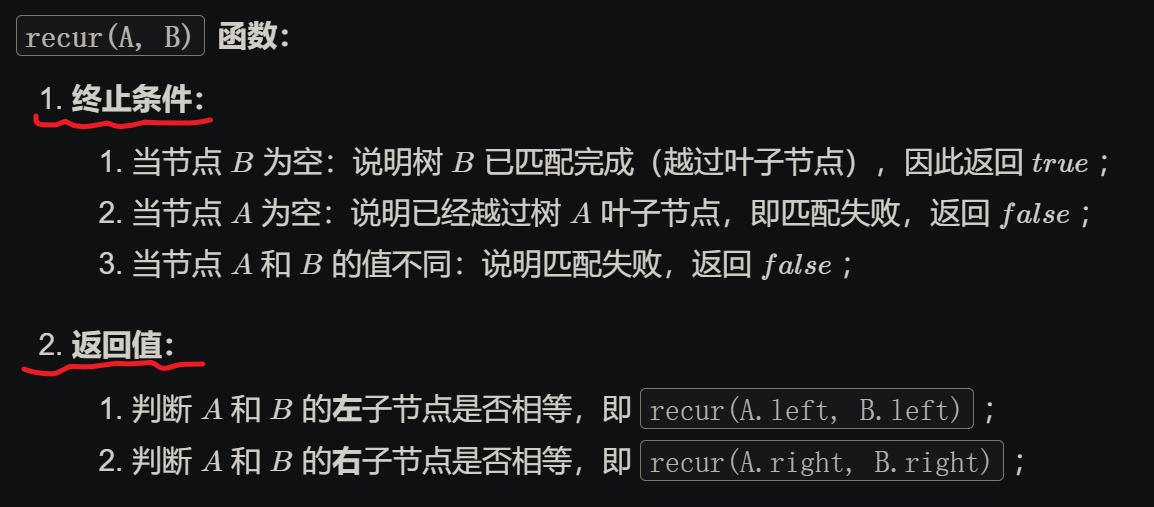 recur(A, B) 函数：
1. 终止条件：
1. 当节点 B 为空：说明树 B 已匹配完成（越过叶子节点），因此返回 true ；
2. 当节点 A 为空：说明已经越过树 A 叶子节点，即匹配失败，返回 false ；
3. 当节点 A 和 B 的值不同：说明匹配失败，返回 false ；
2. 返回值：
1. 判断 A 和 B 的左子节点是否相等，即 recur(A.left, B.left) ；
2. 判断 A 和 B 的右子节点是否相等，即 recur(A.right, B.right) ；